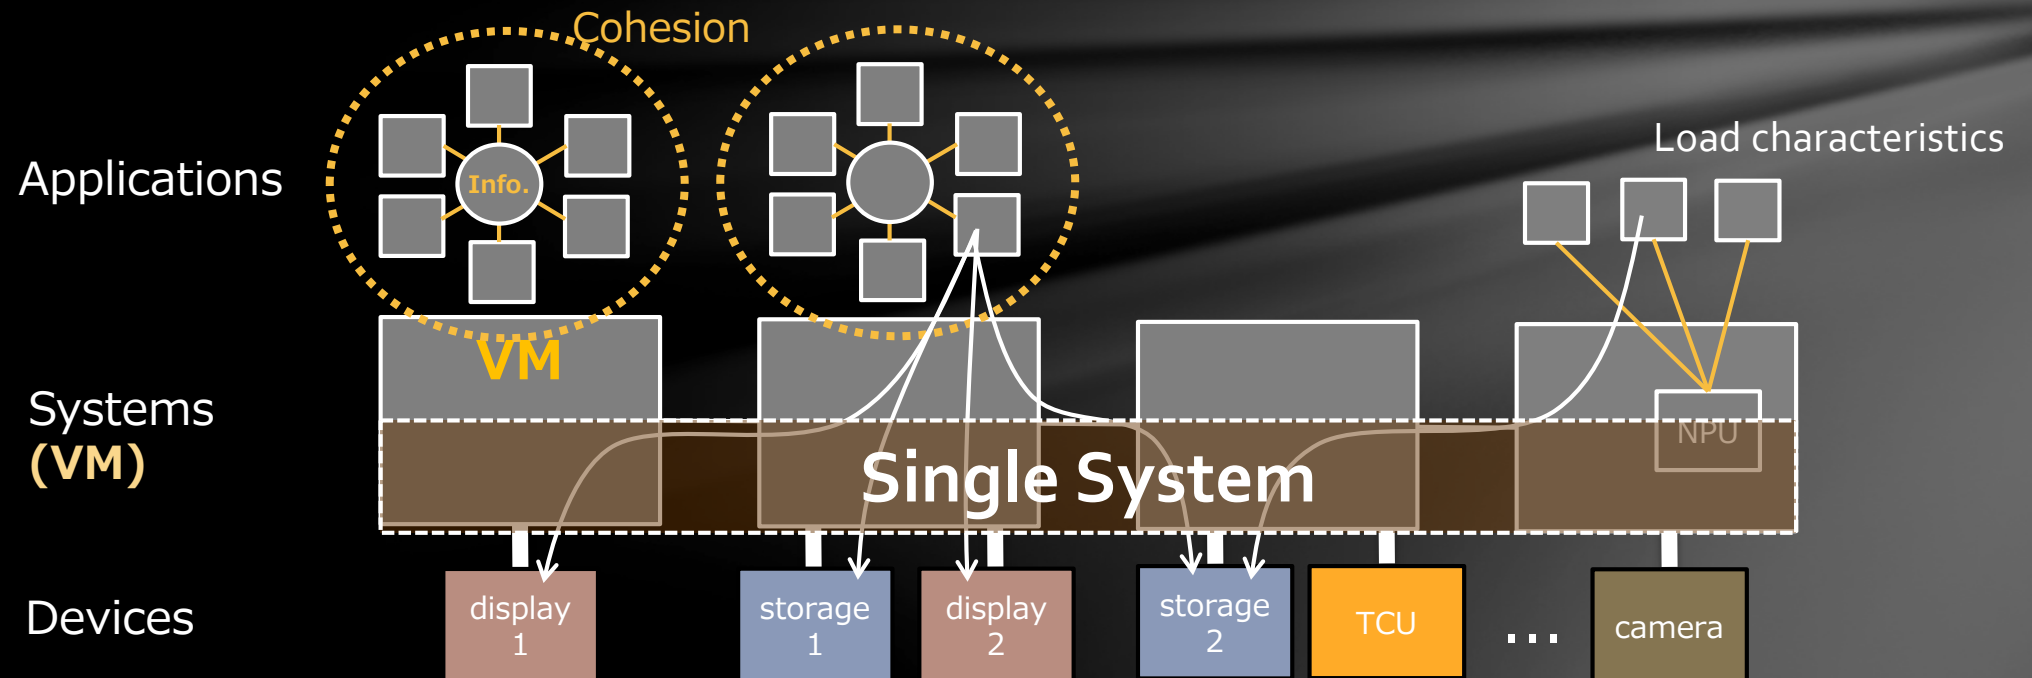 Cohesion
Load characteristics
Applications
Info.
VM
Systems
(VM)
NPU
Single System
Devices
display
1
storage
1
display
2
storage
2
TCU
...
camera